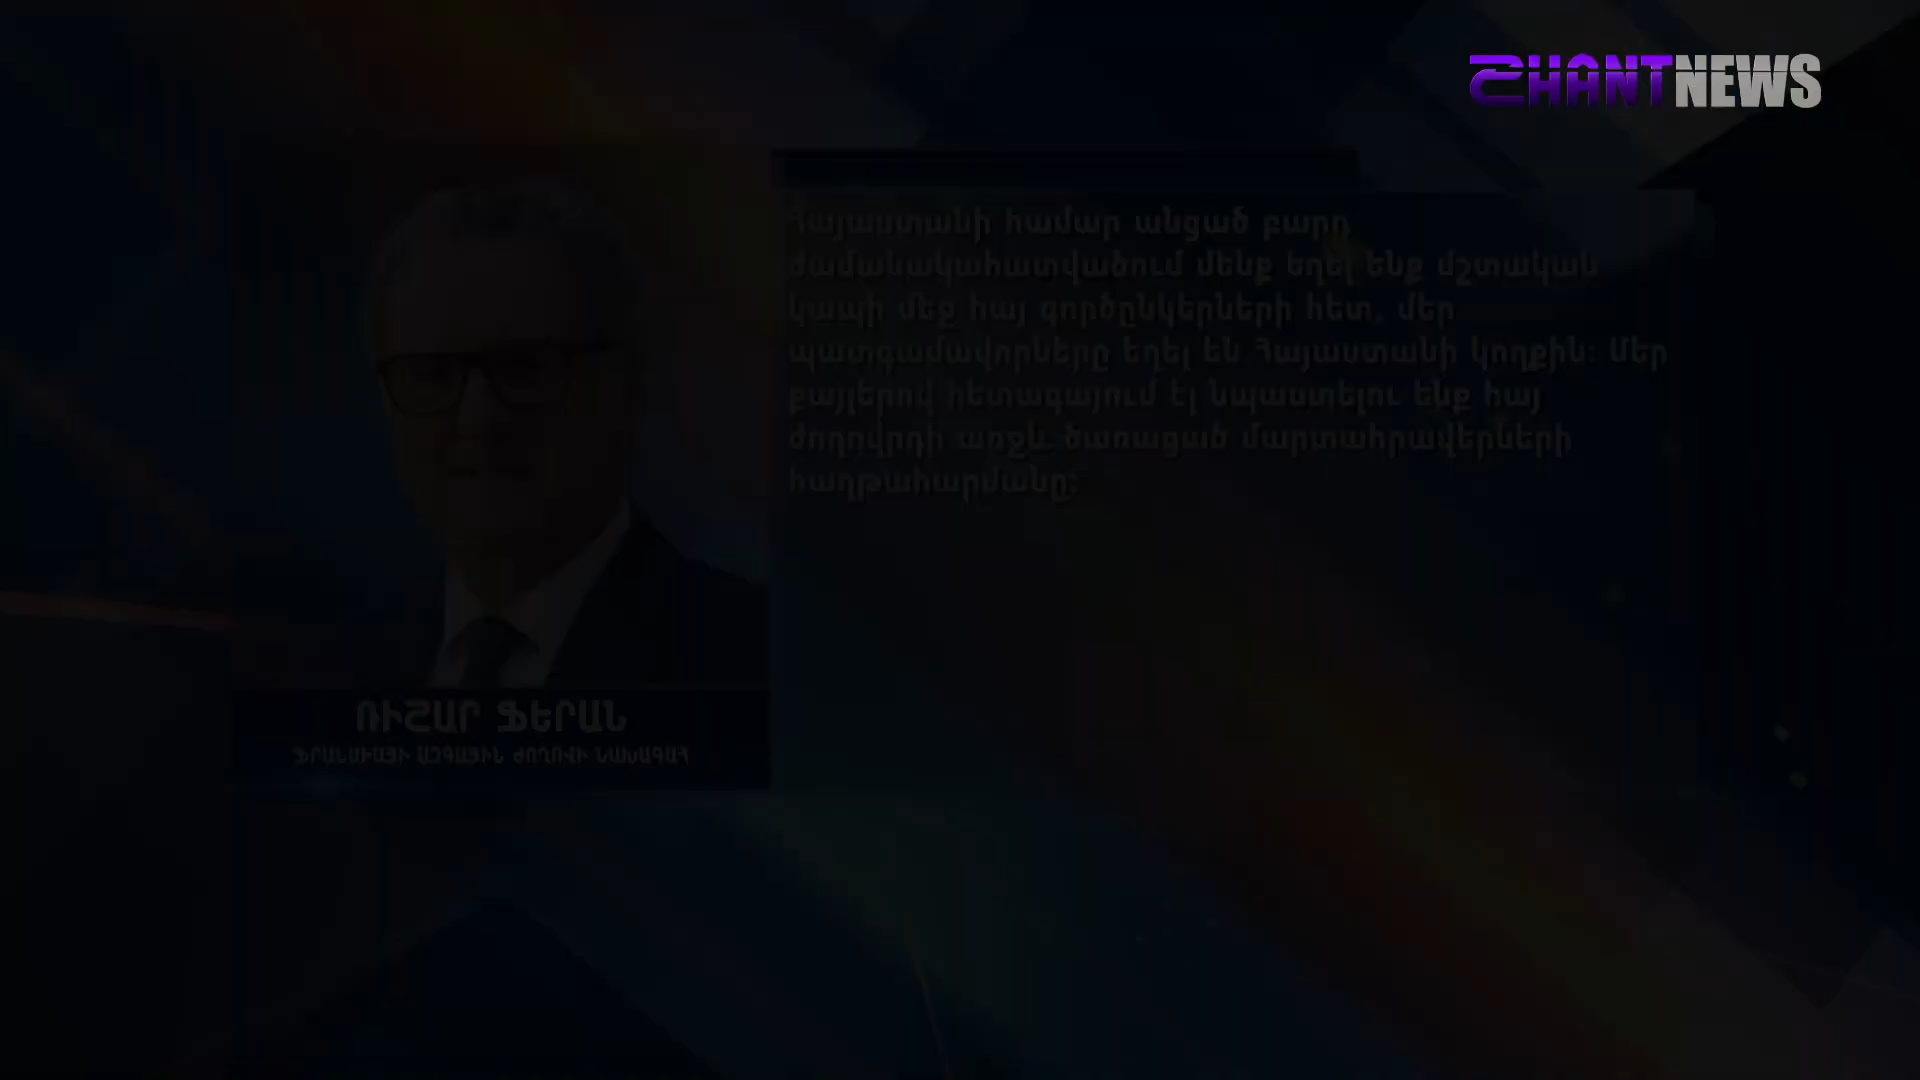 SHANTNEWS
Հայաստանի համար անցած բարդ
ժամանակահատվածում մենք եղել ենք մշտական
կապի մեջ հայ գործընկերների հետ, մեր
պատգամավորները եղել են Հայաստանի կողքին: Մեր
քայլերով հետագայում էլ նպաստելու ենք հայ
ժողովրդի առջև ծառացած մարտահրավերների
հաղթահարմանը:
ՌԻՇԱՐ ՖԵՐԱՆ
ՖՐԱՆՍԻԱՅԻ ԱԶԳԱՅԻՆ ԺՈՂՈՎԻ ՆԱԽԱԳԱՀ